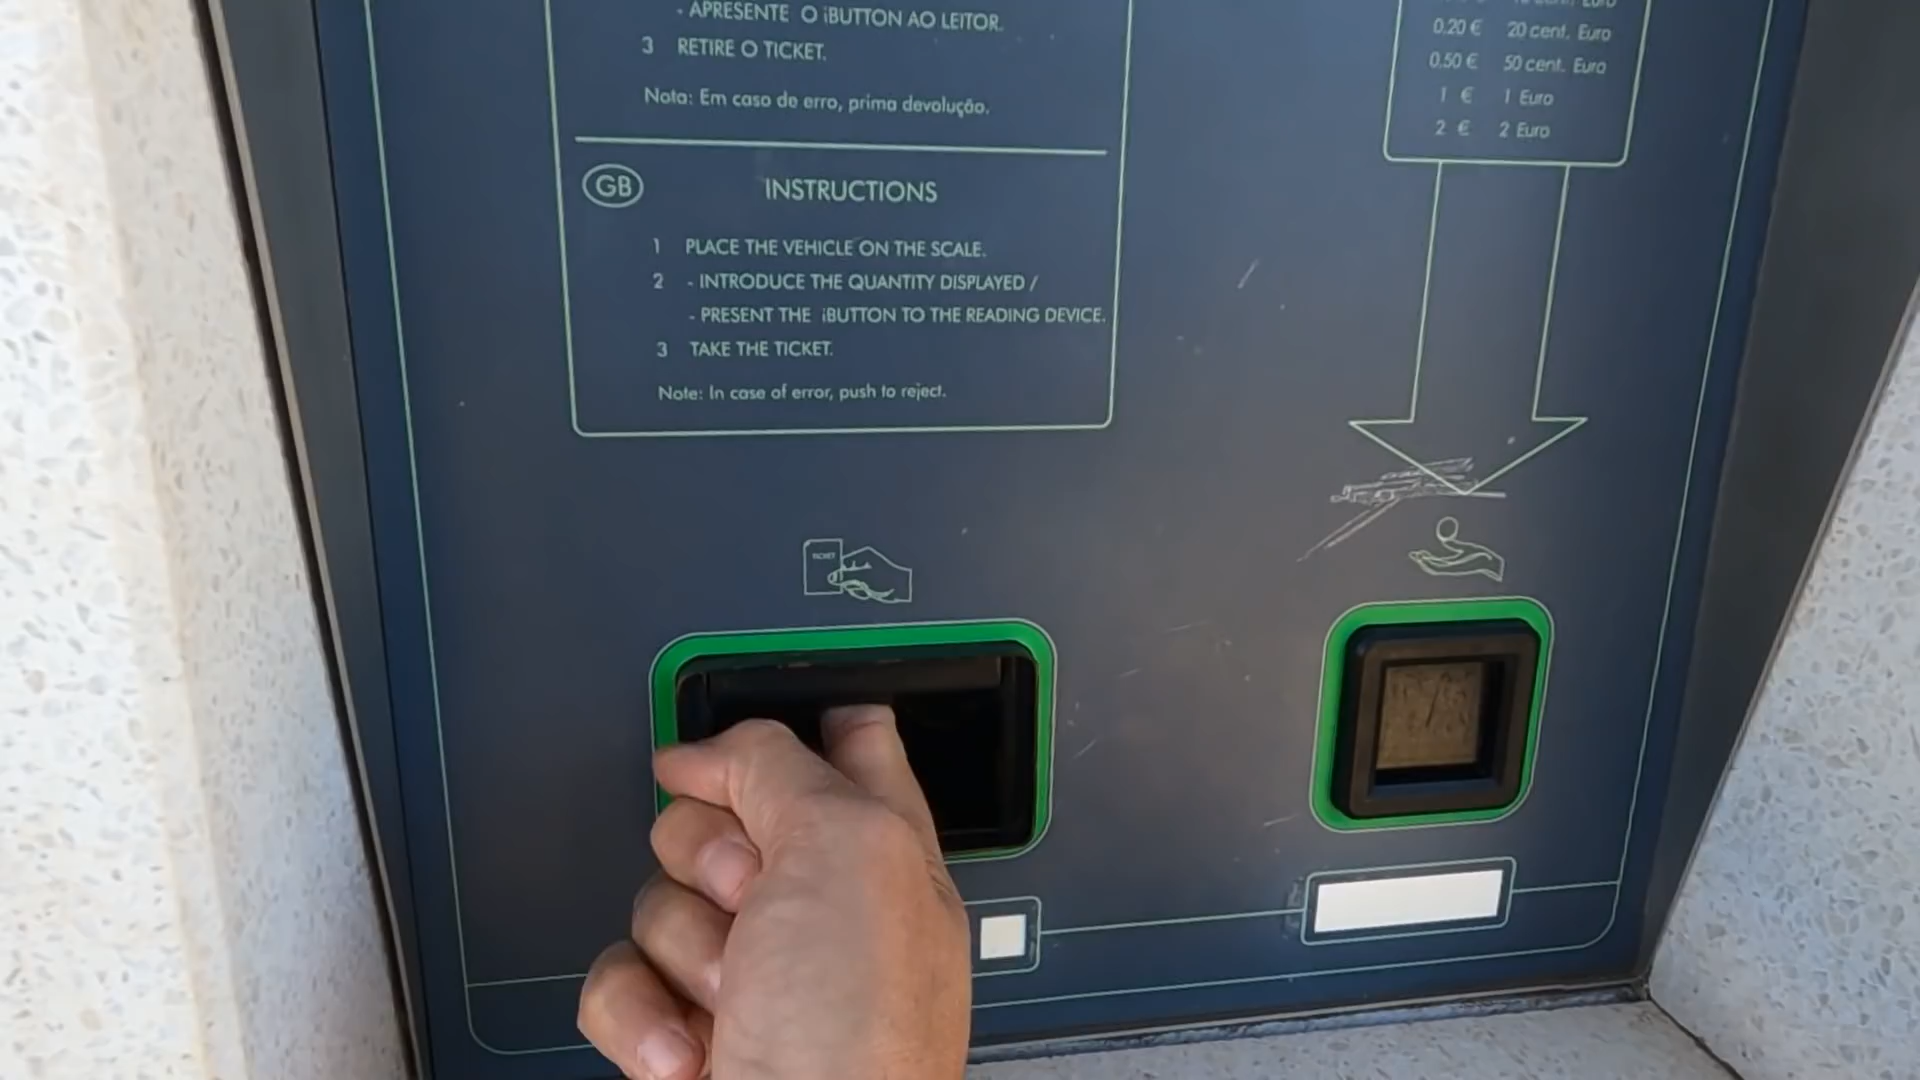 - APRESENTE O iBUTTON AO LEITOR.
3 RETIRE O TICKET.
Nota: Em caso de erro, prima devolução.
GB INSTRUCTIONS
1 PLACE THE VEHICLE ON THE SCALE.
2 - INTRODUCE THE QUANTITY DISPLAYED /
- PRESENT THE iBUTTON TO THE READING DEVICE.
3 TAKE THE TICKET.
Note: In case of error, push to reject.
0.20 € 20 cent. Euro
0.50 € 50 cent. Euro
1 € 1 Euro
2 € 2 Euro
TICKET